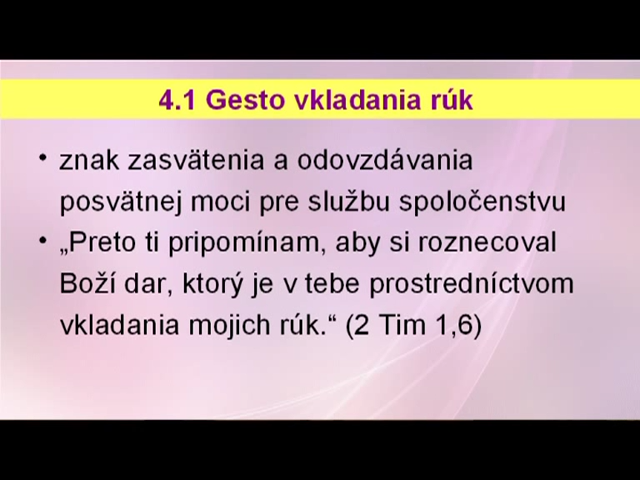 4.1 Gesto vkladania rúk
• znak zasvätenia a odovzdávania
posvätnej moci pre službu spoločenstvu
• „Preto ti pripomínam, aby si roznecoval
Boží dar, ktorý je v tebe prostredníctvom
vkladania mojich rúk.“ (2 Tim 1,6)